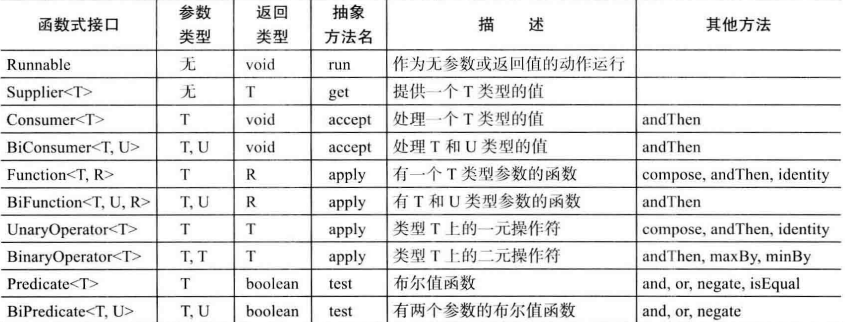 函数式接口 参数类型 返回类型 抽象方法名 描 述 其他方法
Runnable 无 void run 作为无参数或返回值的动作运行
Supplier<T> 无 T get 提供一个 T 类型的值
Consumer<T> T void accept 处理一个 T 类型的值 andThen
BiConsumer<T, U> T, U void accept 处理 T 和 U 类型的值 andThen
Function<T, R> T R apply 有一个 T 类型参数的函数 compose, andThen, identity
BiFunction<T, U, R> T, U R apply 有 T 和 U 类型参数的函数 andThen
UnaryOperator<T> T T apply 类型 T 上的一元操作符 compose, andThen, identity
BinaryOperator<T> T, T T apply 类型 T 上的二元操作符 andThen, maxBy, minBy
Predicate<T> T boolean test 布尔值函数 and, or, negate, isEqual
BiPredicate<T, U> T, U boolean test 有两个参数的布尔值函数 and, or, negate